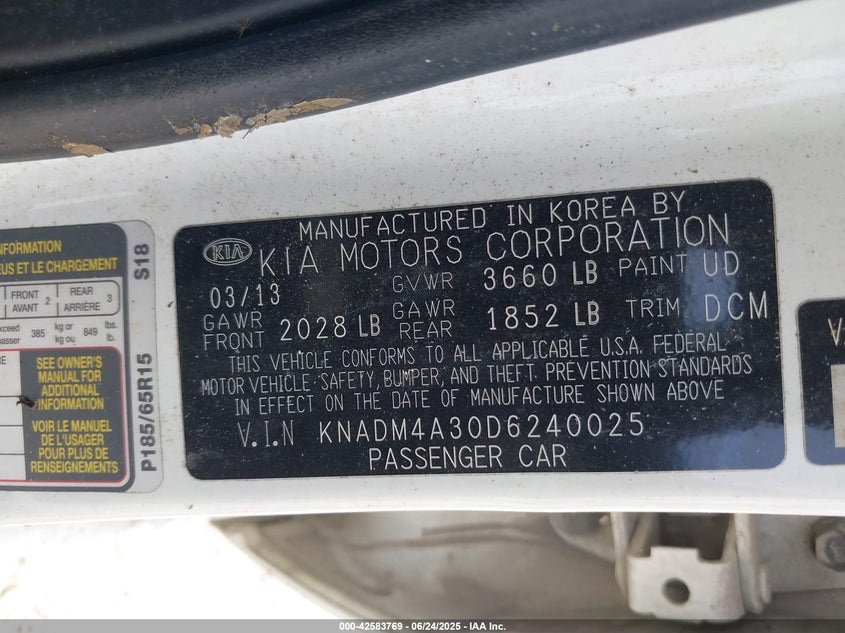 MANUFACTURED IN KOREA BY
KIA KIA MOTORS CORPORATION
03/13 GVWR 3660 LB PAINT UD
GAWR FRONT 2028 LB GAWR REAR 1852 LB TRIM DCM
THIS VEHICLE CONFORMS TO ALL APPLICABLE U.S.A. FEDERAL
MOTOR VEHICLE SAFETY, BUMPER, AND THEFT PREVENTION STANDARDS
IN EFFECT ON THE DATE OF MANUFACTURE SHOWN ABOVE
V.I.N KNADM4A30D6240025
PASSENGER CAR
INFORMATION
EUS ET LE CHARGEMENT
FRONT AVANT 2 REAR ARRIÈRE 3
385 kg or ou 849 lbs. lb.
SEE OWNER'S
MANUAL FOR
ADDITIONAL
INFORMATION
VOIR LE MANUEL
DE L'USAGER
POUR PLUS DE
RENSEIGNEMENTS
P185/65R15 S18
000-42583769 - 06/24/2025 - IAA Inc.